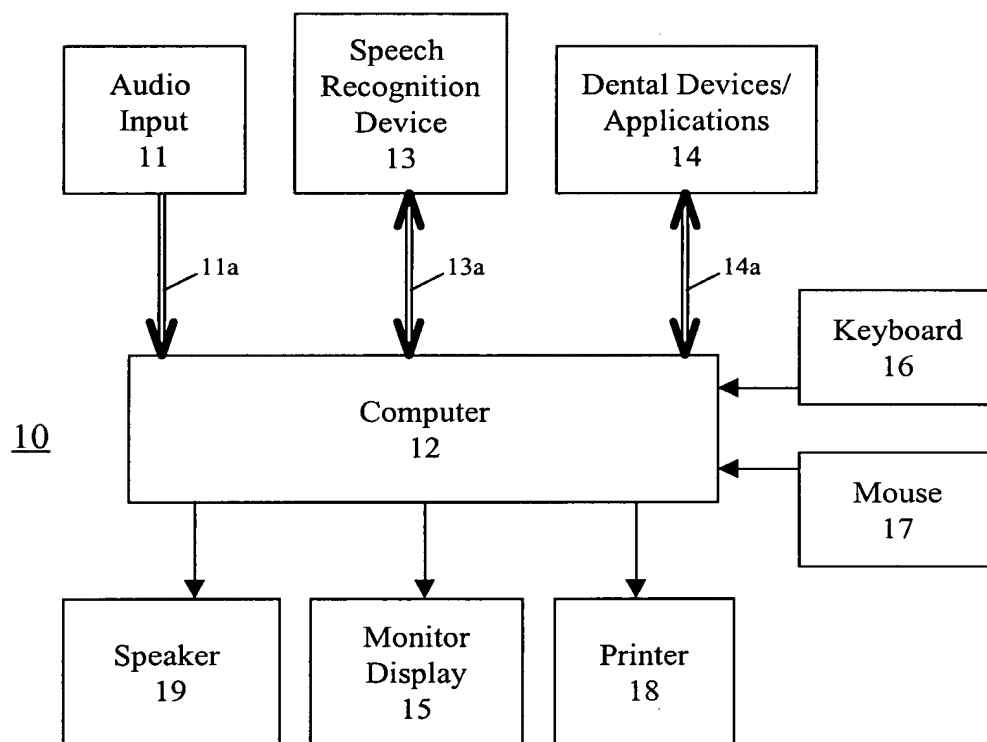 Audio
Input
11
Speech
Recognition
Device
13
Dental Devices/
Applications
14
11a
13a
14a
Keyboard
16
Computer
12
10
Mouse
17
Speaker
19
Monitor
Display
15
Printer
18